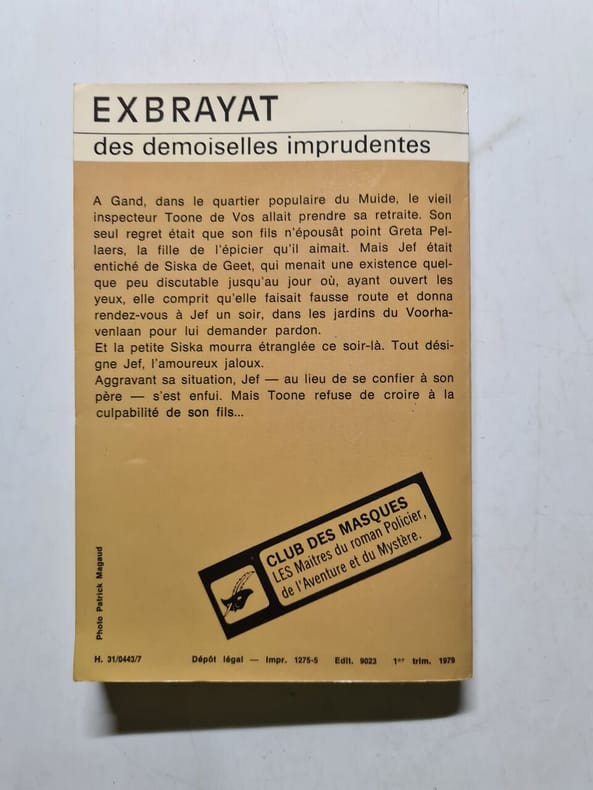 EXBRAYAT
des demoiselles imprudentes
A Gand, dans le quartier populaire du Muide, le vieil
inspecteur Toone de Vos allait prendre sa retraite. Son
seul regret était que son fils n'épousât point Greta Pel-
laers, la fille de l'épicier qu'il aimait. Mais Jef était
entiché de Siska de Geet, qui menait une existence quel-
que peu discutable jusqu'au jour où, ayant ouvert les
yeux, elle comprit qu'elle faisait fausse route et donna
rendez-vous à Jef un soir, dans les jardins du Voorha-
venlaan pour lui demander pardon.
Et la petite Siska mourra étranglée ce soir-là. Tout dési-
gne Jef, l'amoureux jaloux.
Aggravant sa situation, Jef — au lieu de se confier à son
père — s'est enfui. Mais Toone refuse de croire à la
culpabilité de son fils...
CLUB DES MASQUES
LES Maîtres du roman Policier,
de l'Aventure et du Mystère.
Photo Patrick Magaud
H. 31/0443/7 Dépôt légal — Impr. 1275-5 Edit. 9023 1er trim. 1979